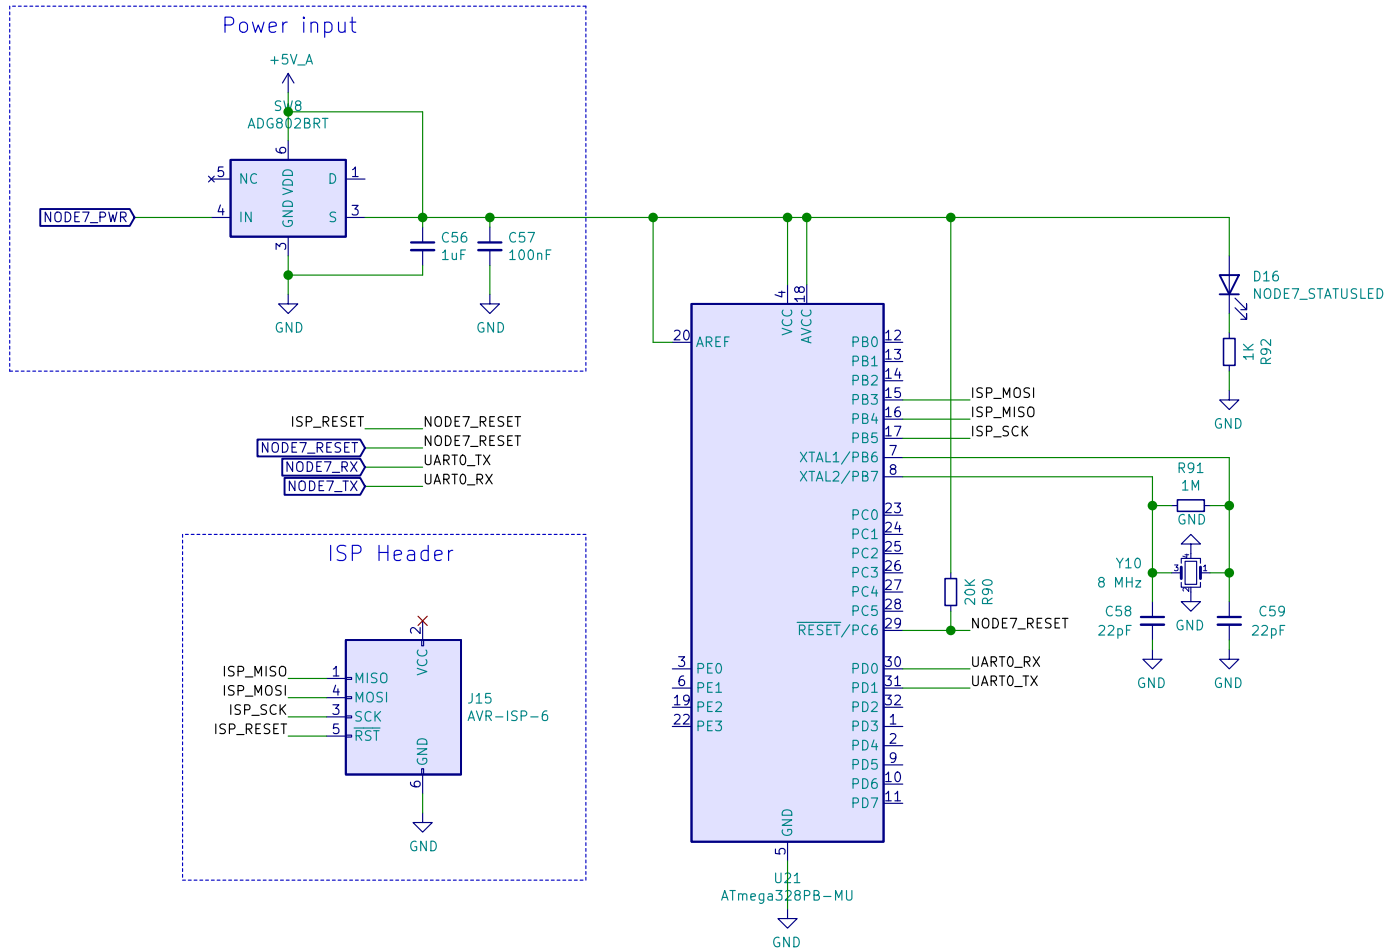 Power input
+5V_A
SW8
ADG802BRT
6
5
NC
VDD
D
1
NODE7_PWR
4
IN
GND
S
3
3
C56
1uF
C57
100nF
GND
GND
4
18
VCC
AVCC
20
AREF
PB0
12
PB1
13
PB2
14
PB3
15
ISP_MOSI
PB4
16
ISP_MISO
PB5
17
ISP_SCK
XTAL1/PB6
7
XTAL2/PB7
8
PC0
23
PC1
24
PC2
25
PC3
26
PC4
27
PC5
28
RESET/PC6
29
NODE7_RESET
3
PE0
PD0
30
UART0_RX
6
PE1
PD1
31
UART0_TX
19
PE2
PD2
32
22
PE3
PD3
1
PD4
2
PD5
9
PD6
10
PD7
11
GND
5
U21
ATmega328PB-MU
GND
D16
NODE7_STATUSLED
1K
R92
GND
20K
R90
R91
1M
GND
4
Y10
8 MHz
3
1
2
GND
C58
22pF
C59
22pF
GND
GND
ISP_RESET
NODE7_RESET
NODE7_RESET
NODE7_RESET
NODE7_RX
UART0_TX
NODE7_TX
UART0_RX
ISP Header
2
VCC
ISP_MISO
1
MISO
ISP_MOSI
4
MOSI
ISP_SCK
3
SCK
ISP_RESET
5
RST
J15
AVR-ISP-6
GND
6
GND